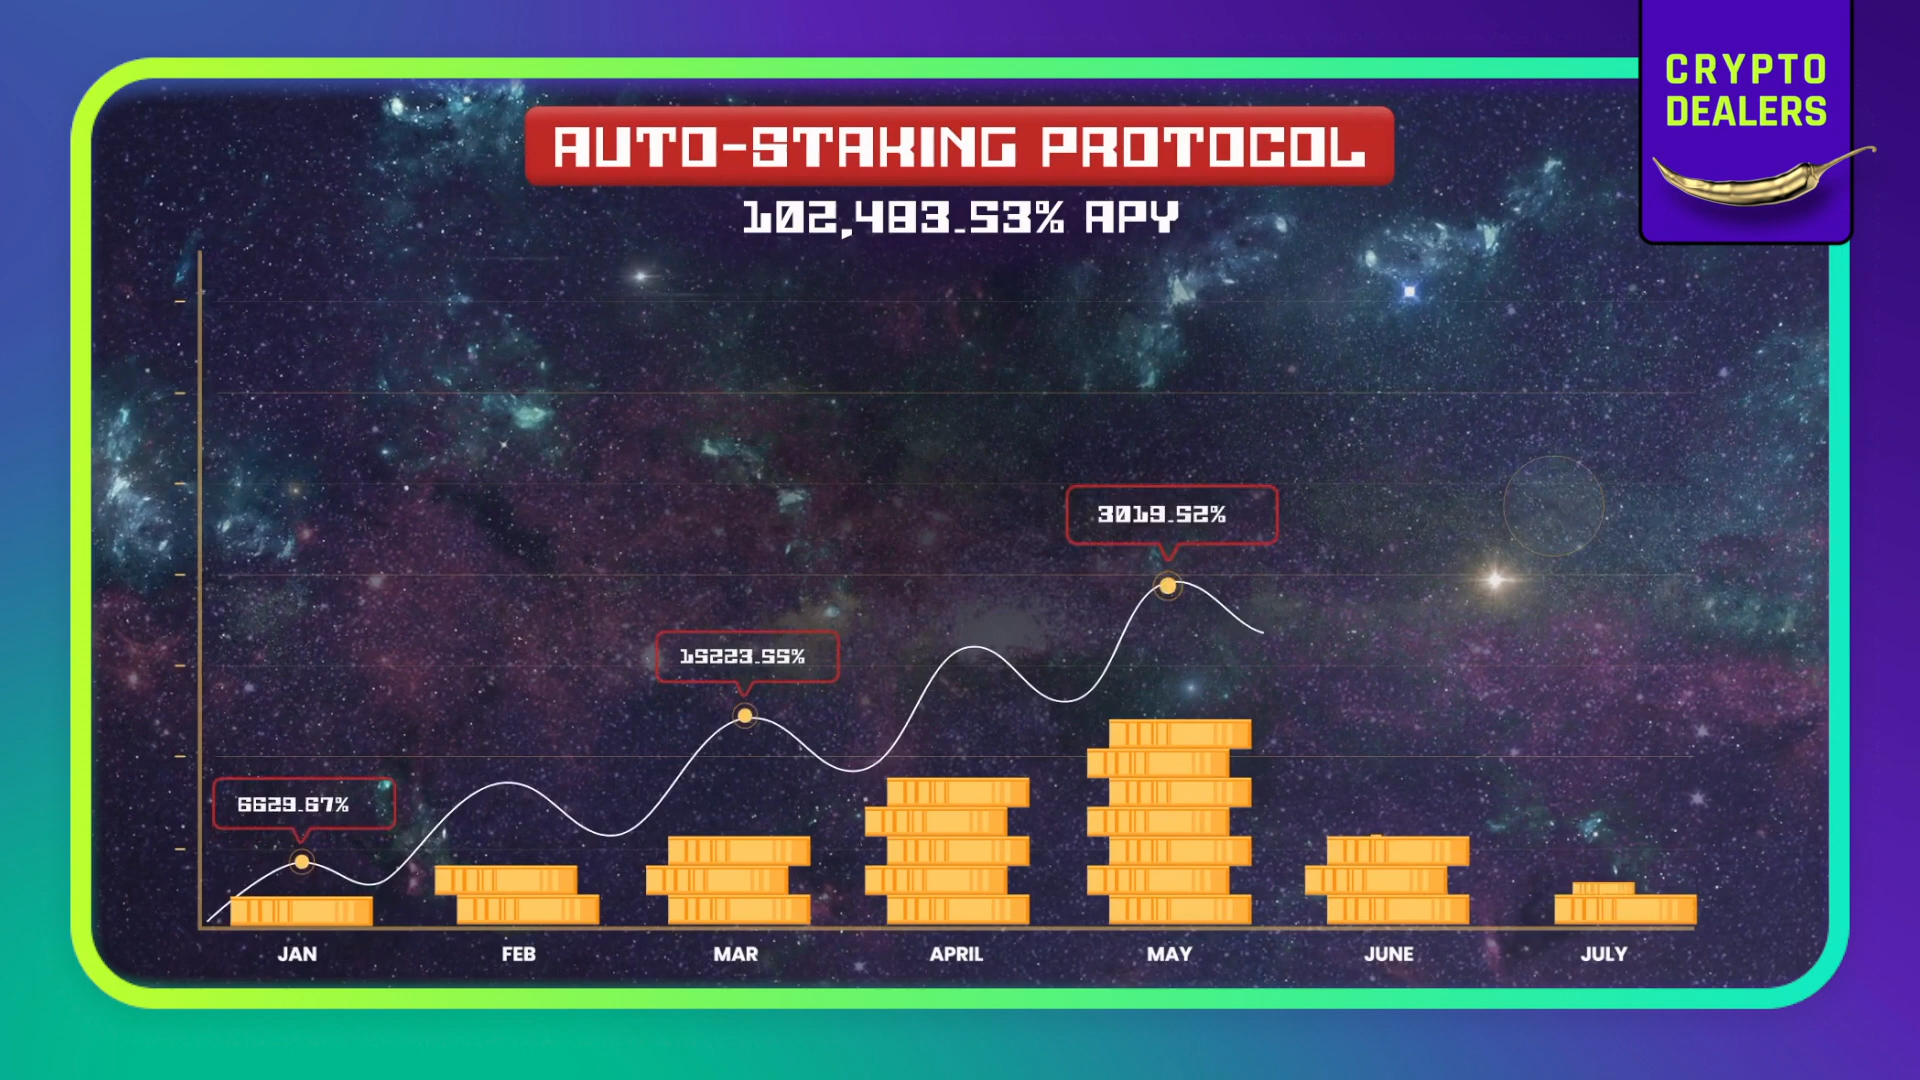 CRYPTO
DEALERS
AUTO-STAKING PROTOCOL
102,483.53% APY
3019.52%
15223.55%
6629.67%
JAN FEB MAR APRIL MAY JUNE JULY